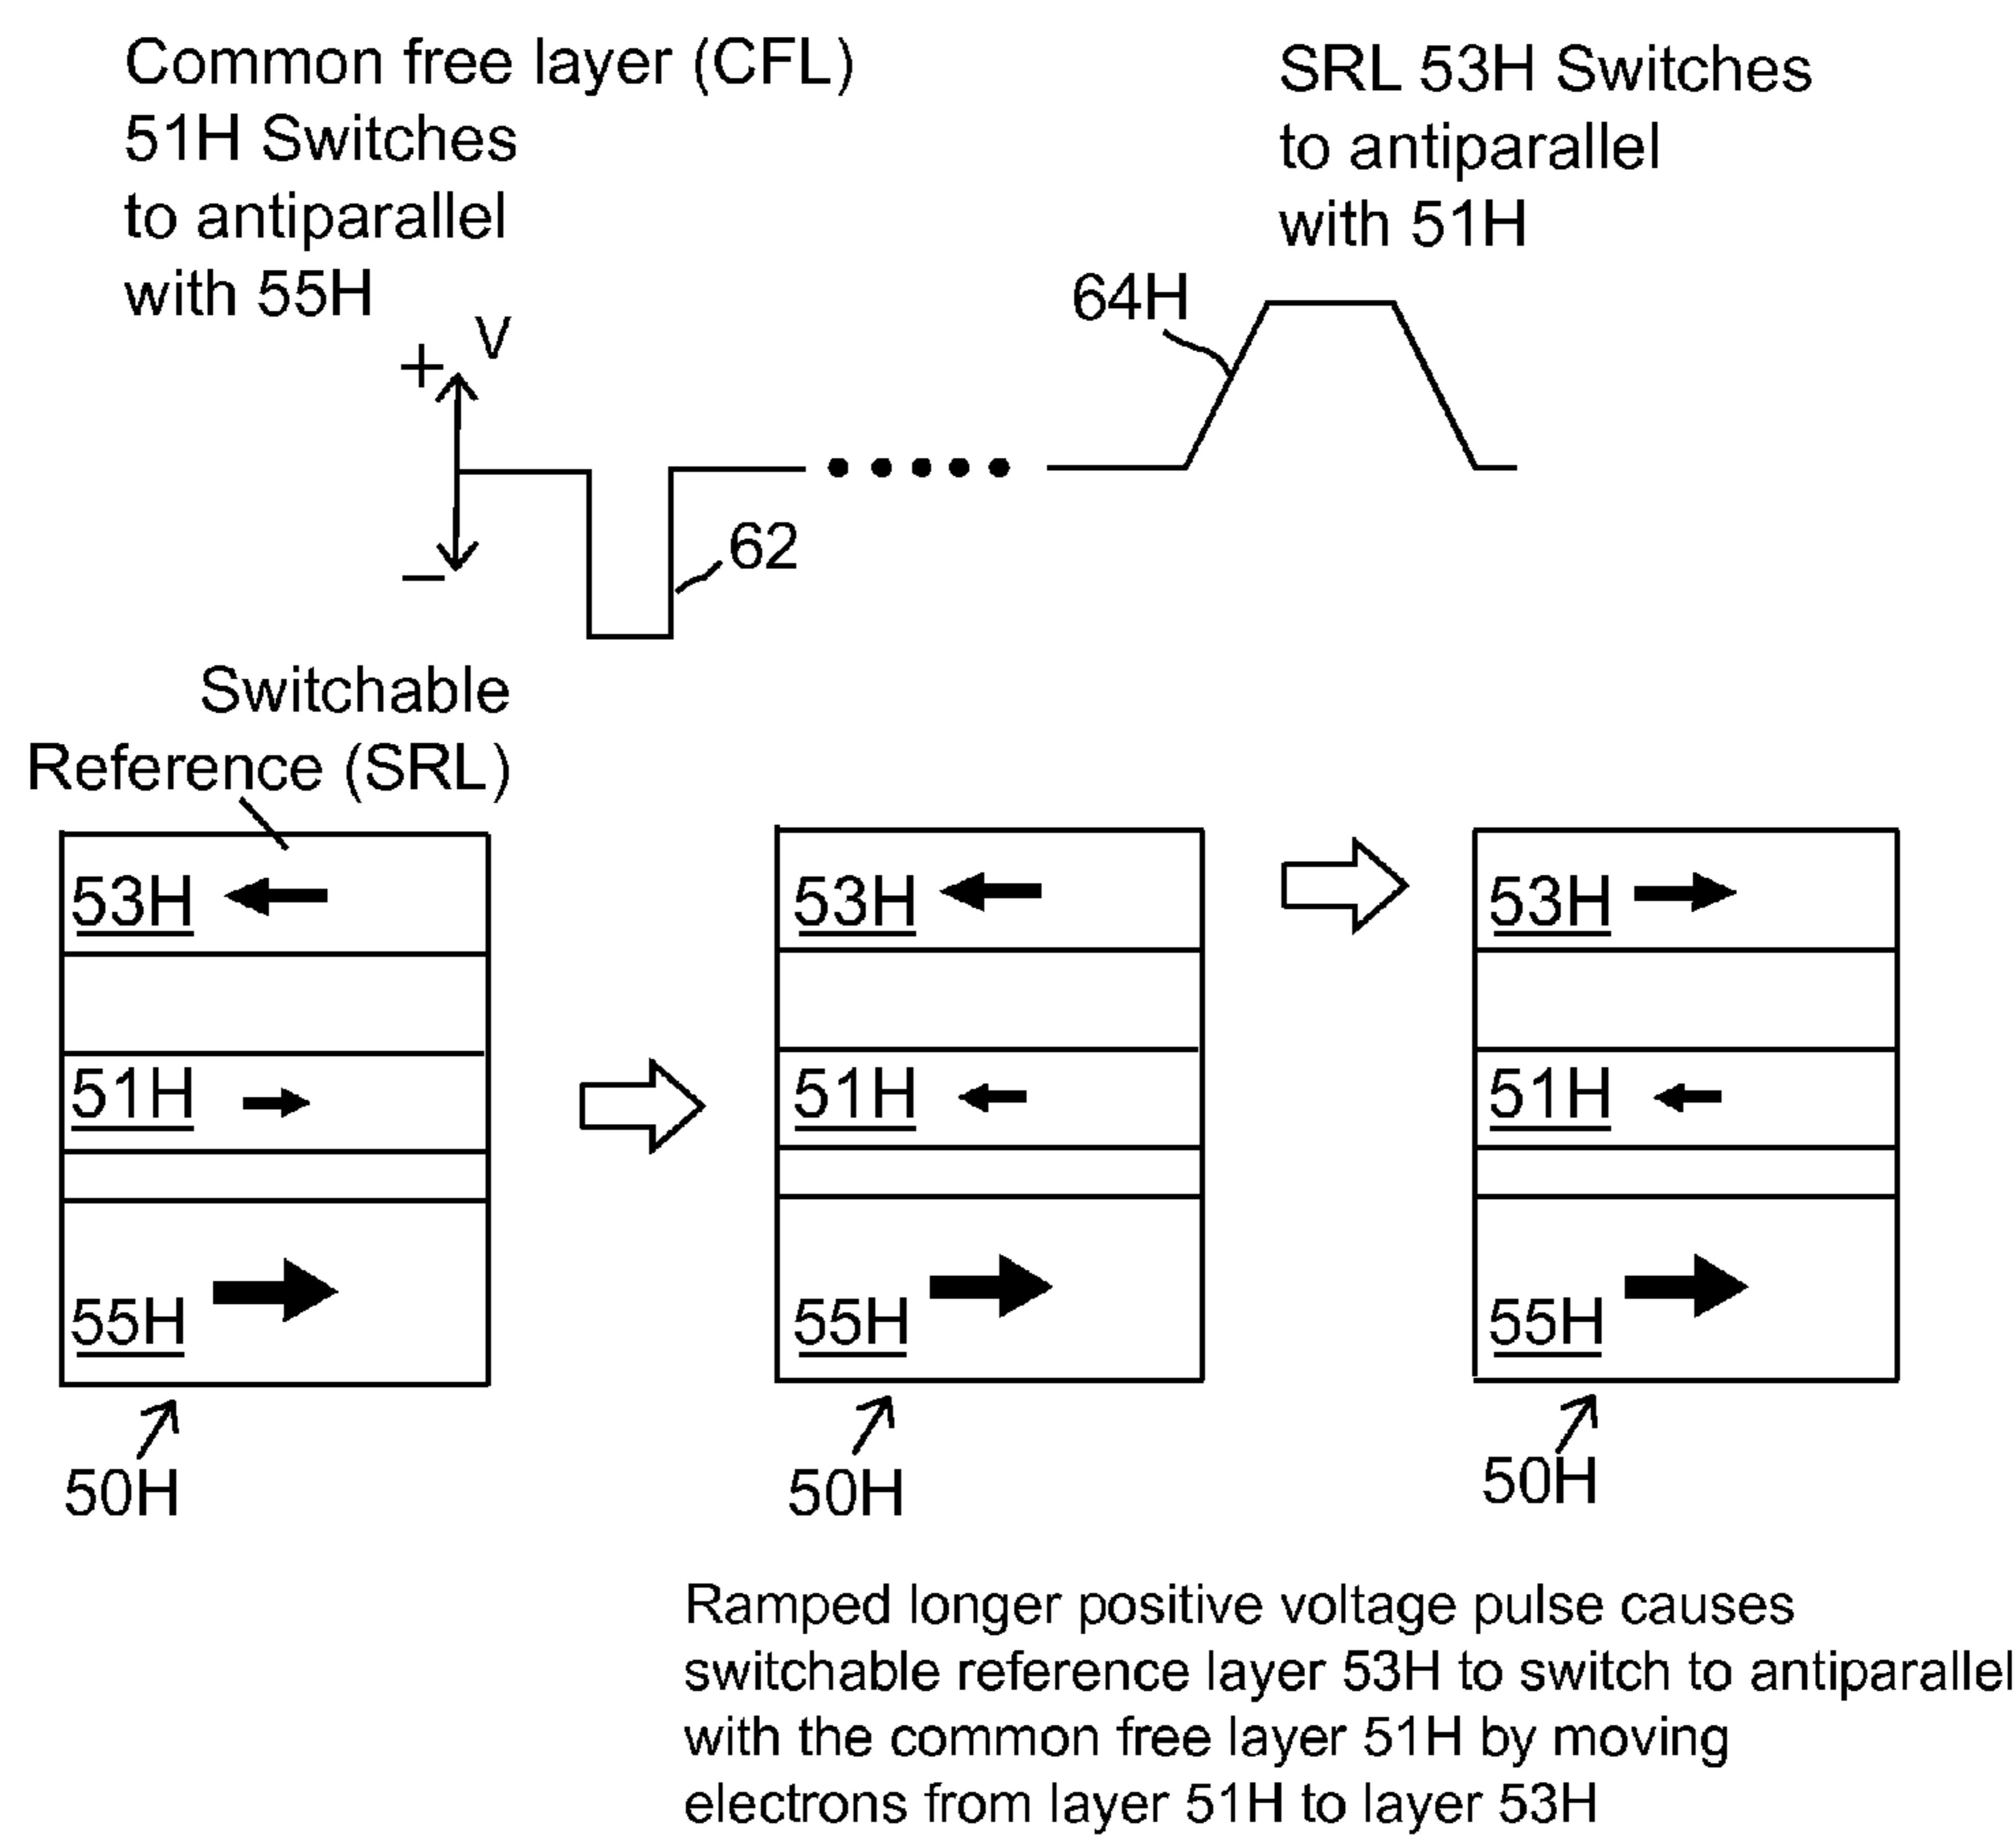 Common free layer (CFL)
51H Switches
to antiparallel
with 55H
SRL 53H Switches
to antiparallel
with 51H
64H
+
V
−
62
Switchable
Reference (SRL)
53H
51H
55H
50H
53H
51H
55H
50H
53H
51H
55H
50H
Ramped longer positive voltage pulse causes
switchable reference layer 53H to switch to antiparallel
with the common free layer 51H by moving
electrons from layer 51H to layer 53H